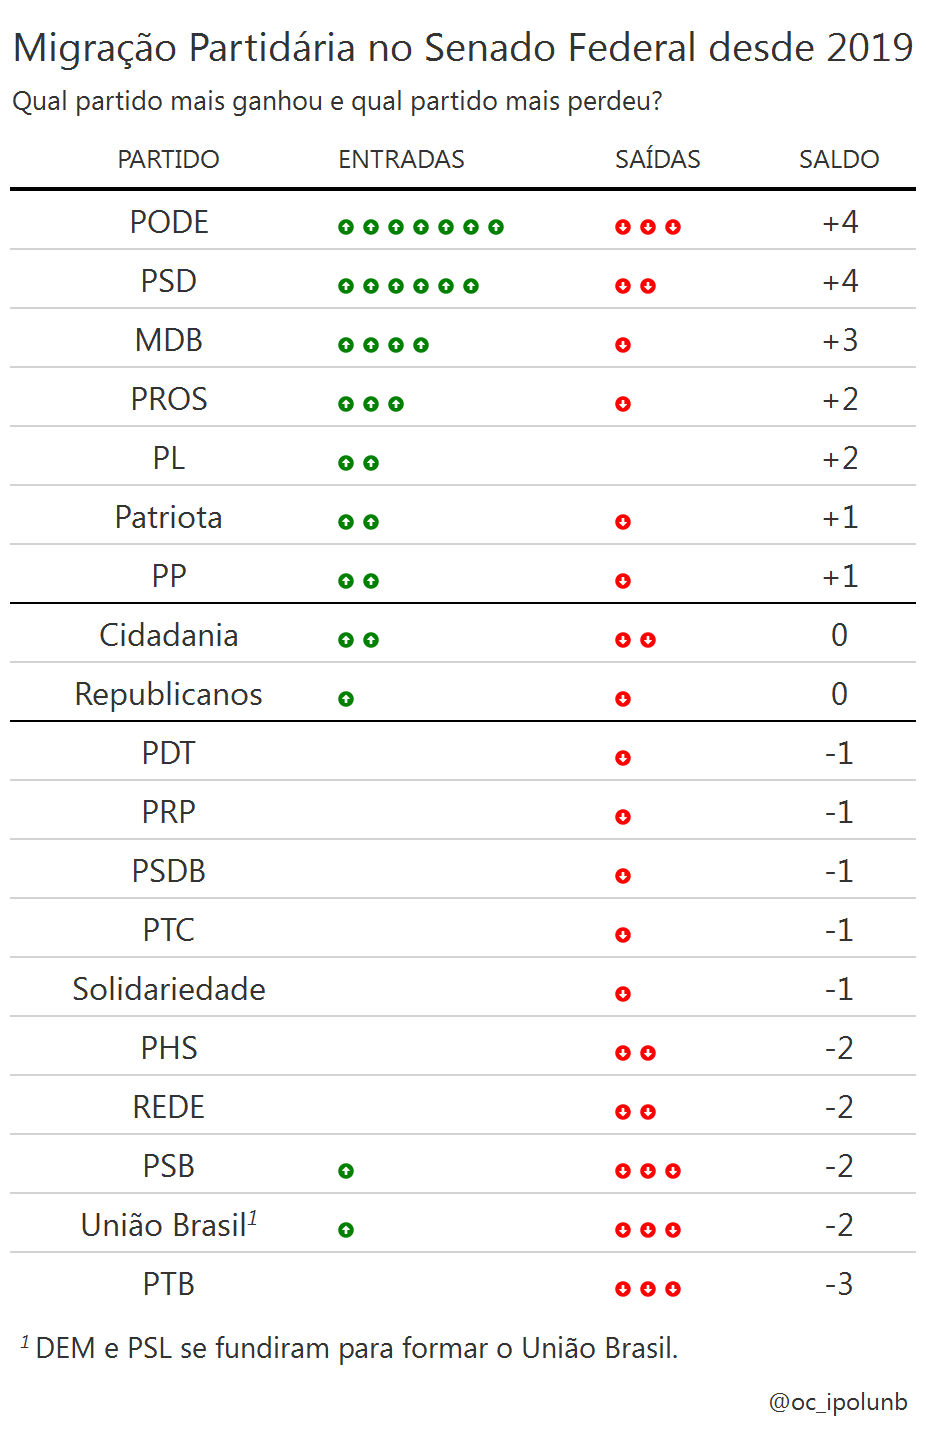 Migração Partidária no Senado Federal desde 2019
Qual partido mais ganhou e qual partido mais perdeu?
PARTIDO ENTRADAS SAÍDAS SALDO
PODE +4
PSD +4
MDB +3
PROS +2
PL +2
Patriota +1
PP +1
Cidadania 0
Republicanos 0
PDT -1
PRP -1
PSDB -1
PTC -1
Solidariedade -1
PHS -2
REDE -2
PSB -2
União Brasil¹ -2
PTB -3
¹ DEM e PSL se fundiram para formar o União Brasil.
@oc_ipolunb